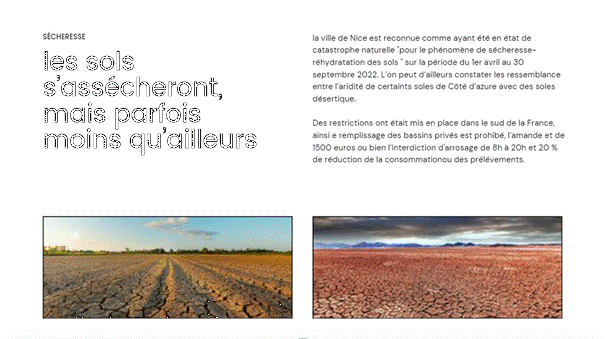 SÉCHERESSE
les sols
s'assécheront,
mais parfois
moins qu'ailleurs
la ville de Nice est reconnue comme ayant été en état de
catastrophe naturelle "pour le phénomène de sécheresse-
réhydratation des sols " sur la période du 1er avril au 30
septembre 2022. L'on peut d'ailleurs constater les ressemblance
entre l'aridité de certaints soles de Côté d'azure avec des soles
désertique.
Des restrictions ont était mis en place dans le sud de la France,
ainsi e remplissage des bassins privés est prohibé, l'amande et de
1500 euros ou bien l'interdiction d'arrosage de 8h à 20h et 20 %
de réduction de la consommationou des prélévements.